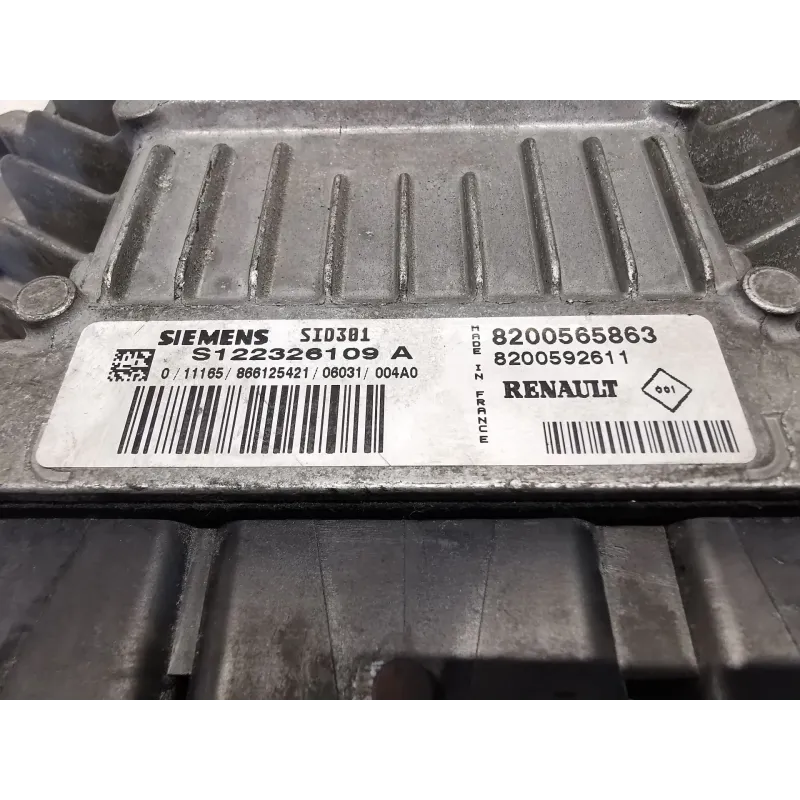 SIEMENS SID301
S122326109 A
0 / 11165 / 866125421 / 06031 / 004A0
MADE IN FRANCE
8200565863
8200592611
RENAULT 001